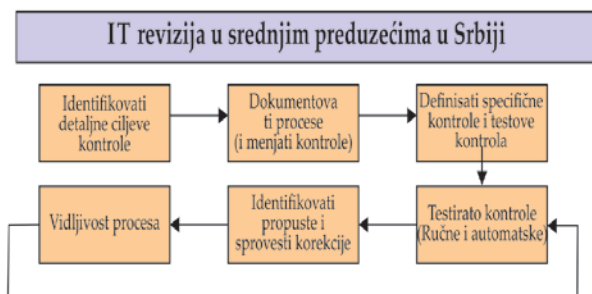 IT revizija u srednjim preduzećima u Srbiji
Identifikovati
detaljne ciljeve
kontrole
Dokumentova
ti procese
(i menjati kontrole)
Definisati specifične
kontrole i testove
kontrola
Testirato kontrole
(Ručne i automatske)
Identifikovati
propuste i
sprovesti korekcije
Vidljivost procesa